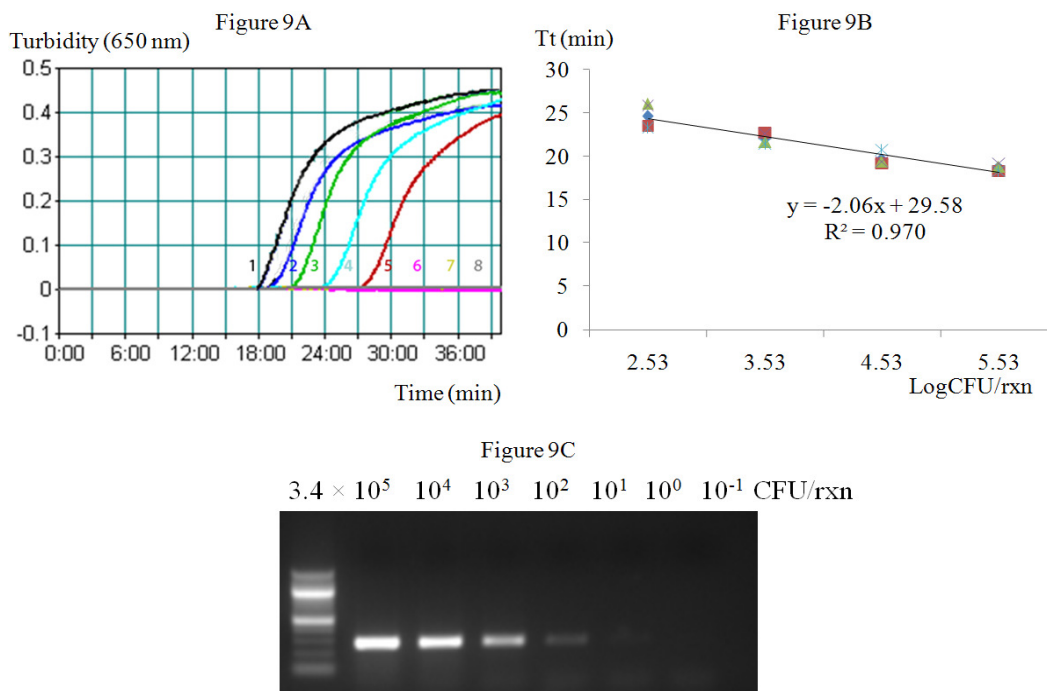 Figure 9A
Turbidity (650 nm)
0.5
0.4
0.3
0.2
0.1
0
-0.1
1 2 3 4 5 6 7 8
0:00 6:00 12:00 18:00 24:00 30:00 36:00
Time (min)
Figure 9B
Tt (min)
30
25
20
15
10
5
0
y = -2.06x + 29.58
R² = 0.970
2.53 3.53 4.53 5.53
LogCFU/rxn
Figure 9C
3.4 × 10⁵ 10⁴ 10³ 10² 10¹ 10⁰ 10⁻¹ CFU/rxn